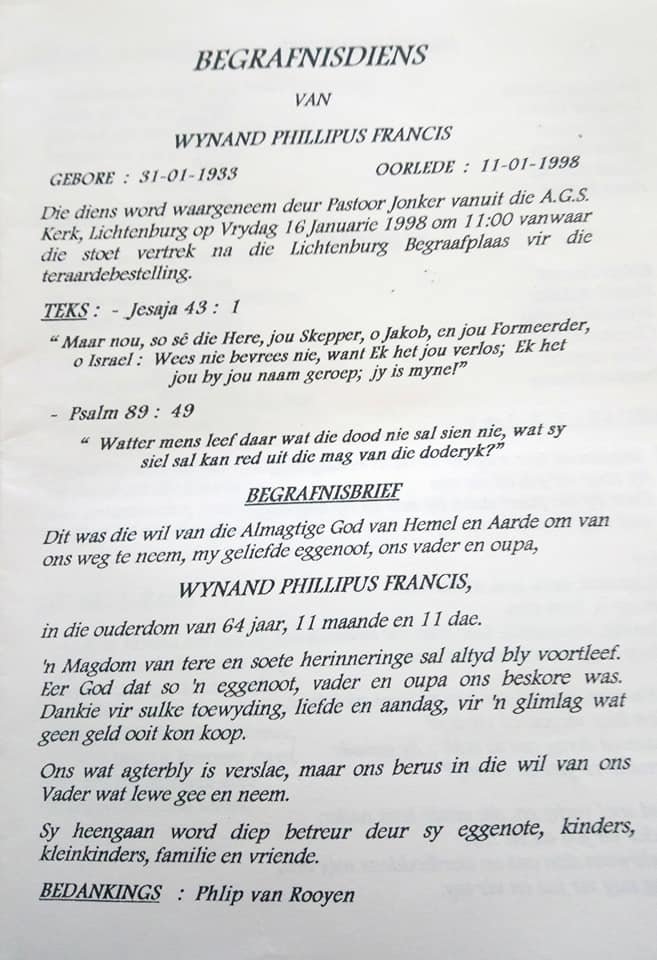 BEGRAFNISDIENS
VAN
WYNAND PHILLIPUS FRANCIS
GEBORE : 31-01-1933 OORLEDE : 11-01-1998
Die diens word waargeneem deur Pastoor Jonker vanuit die A.G.S.
Kerk, Lichtenburg op Vrydag 16 Januarie 1998 om 11:00 vanwaar
die stoet vertrek na die Lichtenburg Begraafplaas vir die
teraardebestelling.
TEKS : - Jesaja 43 : 1
“ Maar nou, so sê die Here, jou Skepper, o Jakob, en jou Formeerder,
o Israel : Wees nie bevrees nie, want Ek het jou verlos; Ek het
jou by jou naam geroep; jy is myne!”
- Psalm 89 : 49
“ Watter mens leef daar wat die dood nie sal sien nie, wat sy
siel sal kan red uit die mag van die doderyk?”
BEGRAFNISBRIEF
Dit was die wil van die Almagtige God van Hemel en Aarde om van
ons weg te neem, my geliefde eggenoot, ons vader en oupa,
WYNAND PHILLIPUS FRANCIS,
in die ouderdom van 64 jaar, 11 maande en 11 dae.
'n Magdom van tere en soete herinneringe sal altyd bly voortleef.
Eer God dat so 'n eggenoot, vader en oupa ons beskore was.
Dankie vir sulke toewyding, liefde en aandag, vir 'n glimlag wat
geen geld ooit kon koop.
Ons wat agterbly is verslae, maar ons berus in die wil van ons
Vader wat lewe gee en neem.
Sy heengaan word diep betreur deur sy eggenote, kinders,
kleinkinders, familie en vriende.
BEDANKINGS : Phlip van Rooyen